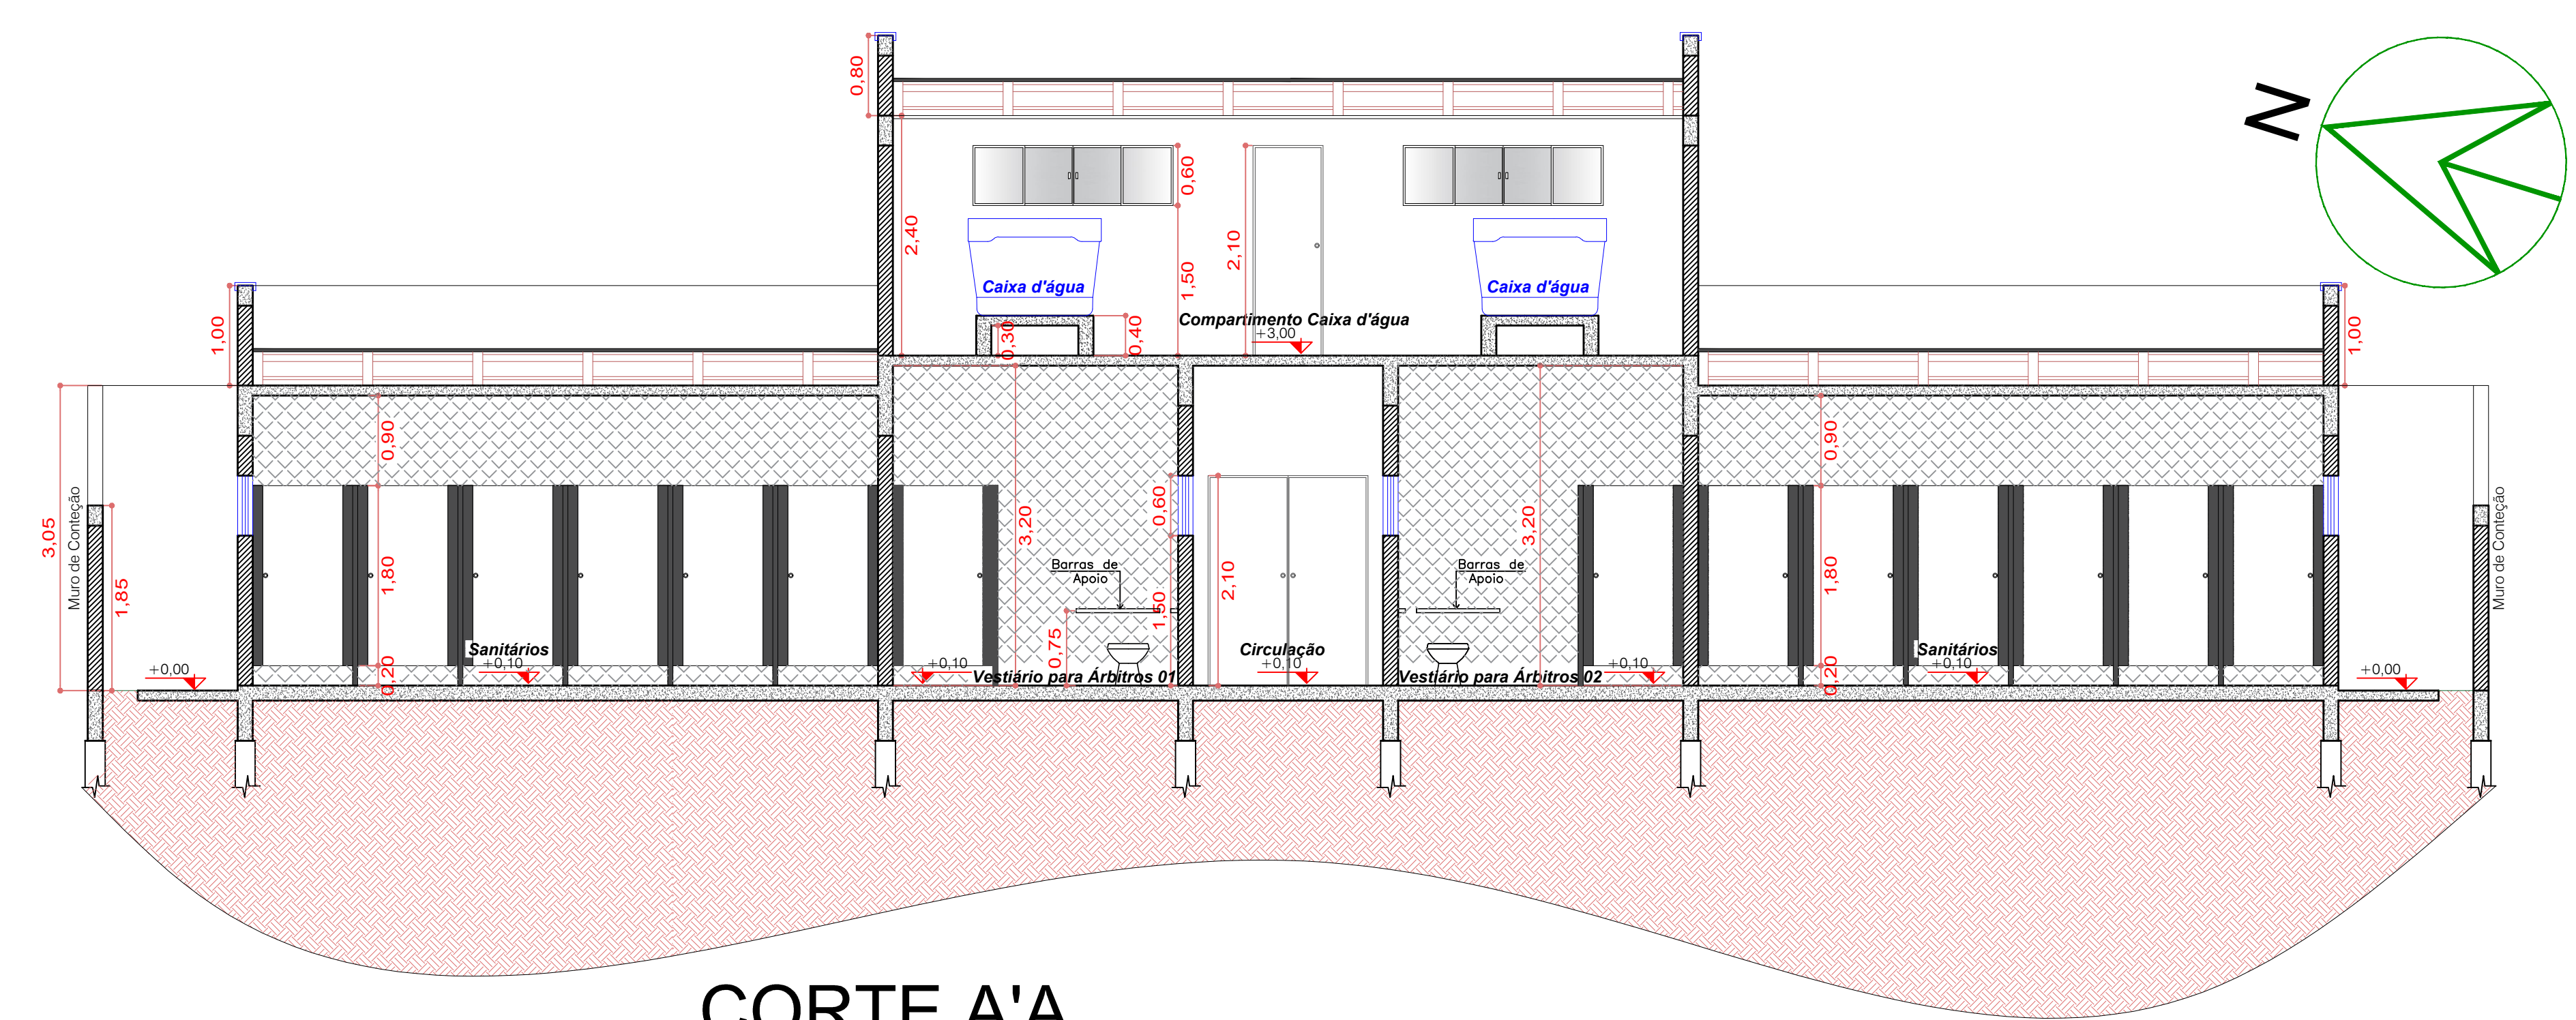 N
0,80
0,60
2,40
2,10
1,50
Caixa d'água
Caixa d'água
Compartimento Caixa d'água
+3,00
0,30
0,40
1,00
1,00
0,90
0,90
3,05
Muro de Conteção
1,85
1,80
3,20
0,60
2,10
3,20
1,80
Muro de Conteção
Barras de
Apoio
Barras de
Apoio
1,50
0,75
Sanitários
+0,10
Circulação
+0,10
Sanitários
+0,10
+0,00
+0,10
+0,10
+0,00
0,20
Vestiário para Árbitros 01
Vestiário para Árbitros 02
0,20
CORTE A'A